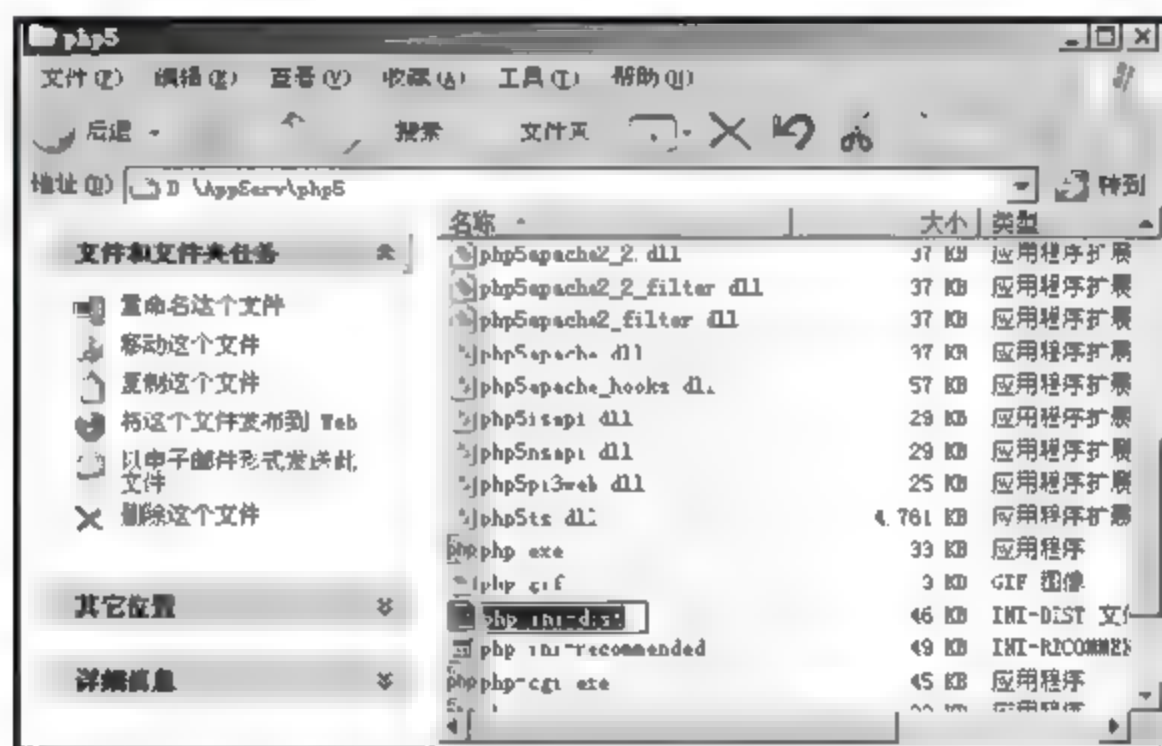 php5
文件(F) 编辑(E) 查看(V) 收藏(A) 工具(T) 帮助(H)
后退 搜索 文件夹
地址(D) D:\AppServ\php5 转到
名称 大小 类型
文件和文件夹任务
重命名这个文件
移动这个文件
复制这个文件
将这个文件发布到 Web
以电子邮件形式发送此
文件
删除这个文件
其它位置
详细信息
php5apache2_2.dll 37 KB 应用程序扩展
php5apache2_2_filter.dll 37 KB 应用程序扩展
php5apache2_filter.dll 37 KB 应用程序扩展
php5apache.dll 37 KB 应用程序扩展
php5apache_hooks.dll 57 KB 应用程序扩展
php5isapi.dll 29 KB 应用程序扩展
php5nsapi.dll 29 KB 应用程序扩展
php5pi3web.dll 25 KB 应用程序扩展
php5ts.dll 4,761 KB 应用程序扩展
php.exe 33 KB 应用程序
php.gif 3 KB GIF 图像
php.ini-dist 46 KB INI-DIST 文件
php.ini-recommended 49 KB INI-RECOMMEN
php-cgi.exe 45 KB 应用程序